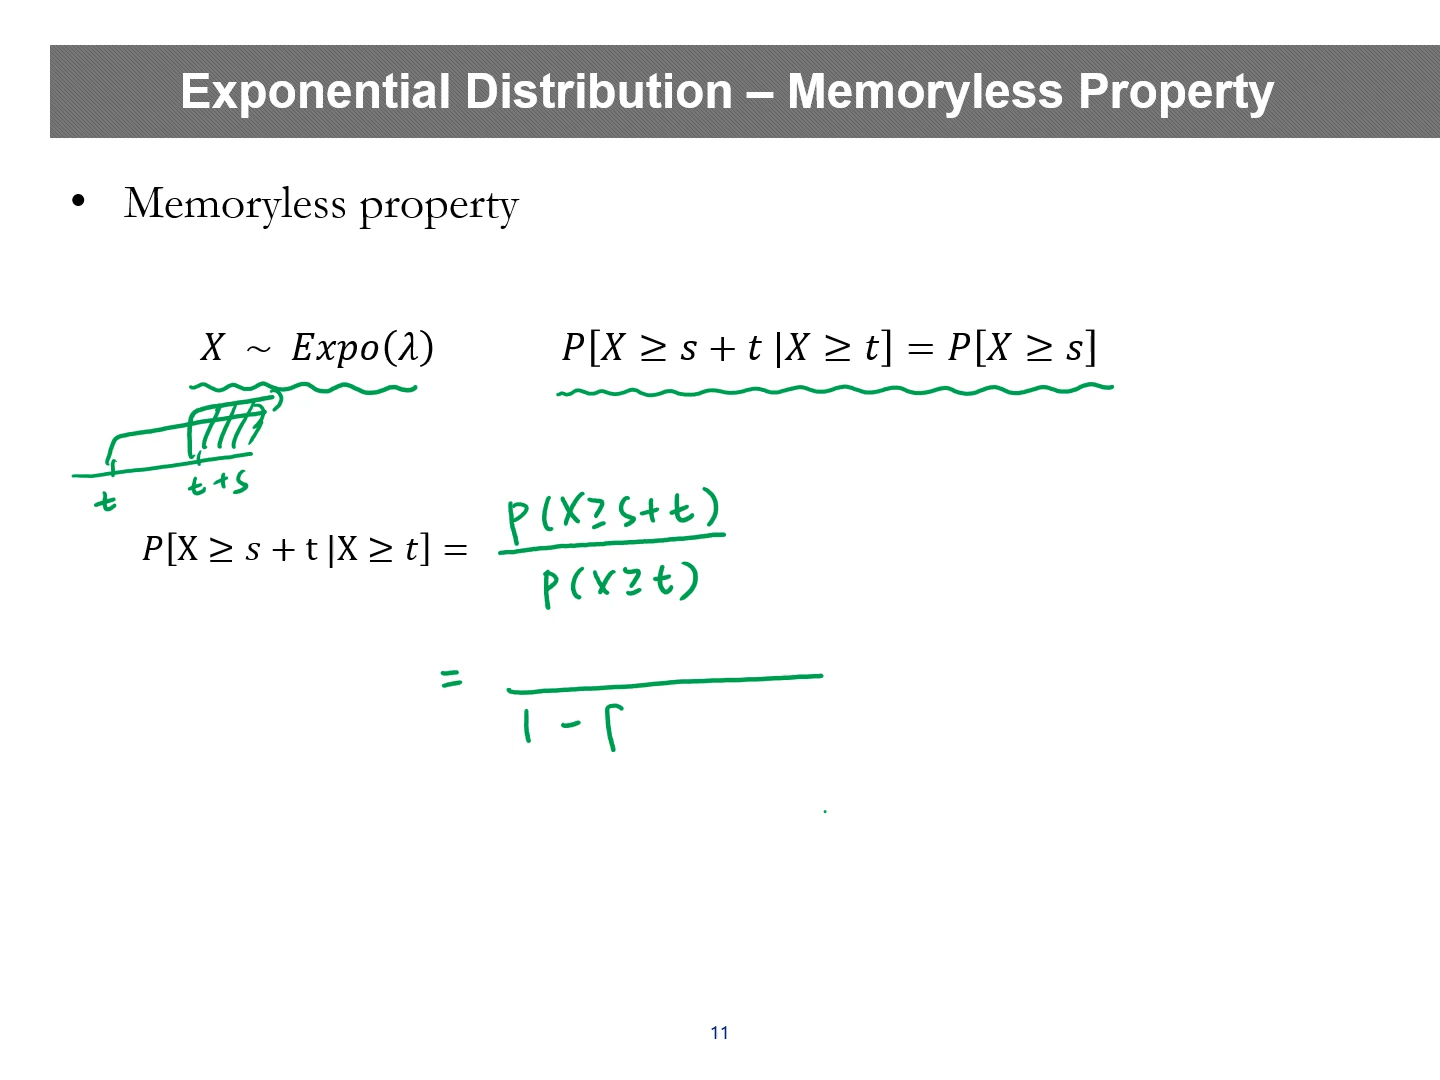 Exponential Distribution – Memoryless Property
• Memoryless property
X ~ Expo(λ) P[X ≥ s + t |X ≥ t] = P[X ≥ s]
t t+s
P[X ≥ s + t |X ≥ t] = P(X≥s+t)
P(X≥t)
=
1 -
11